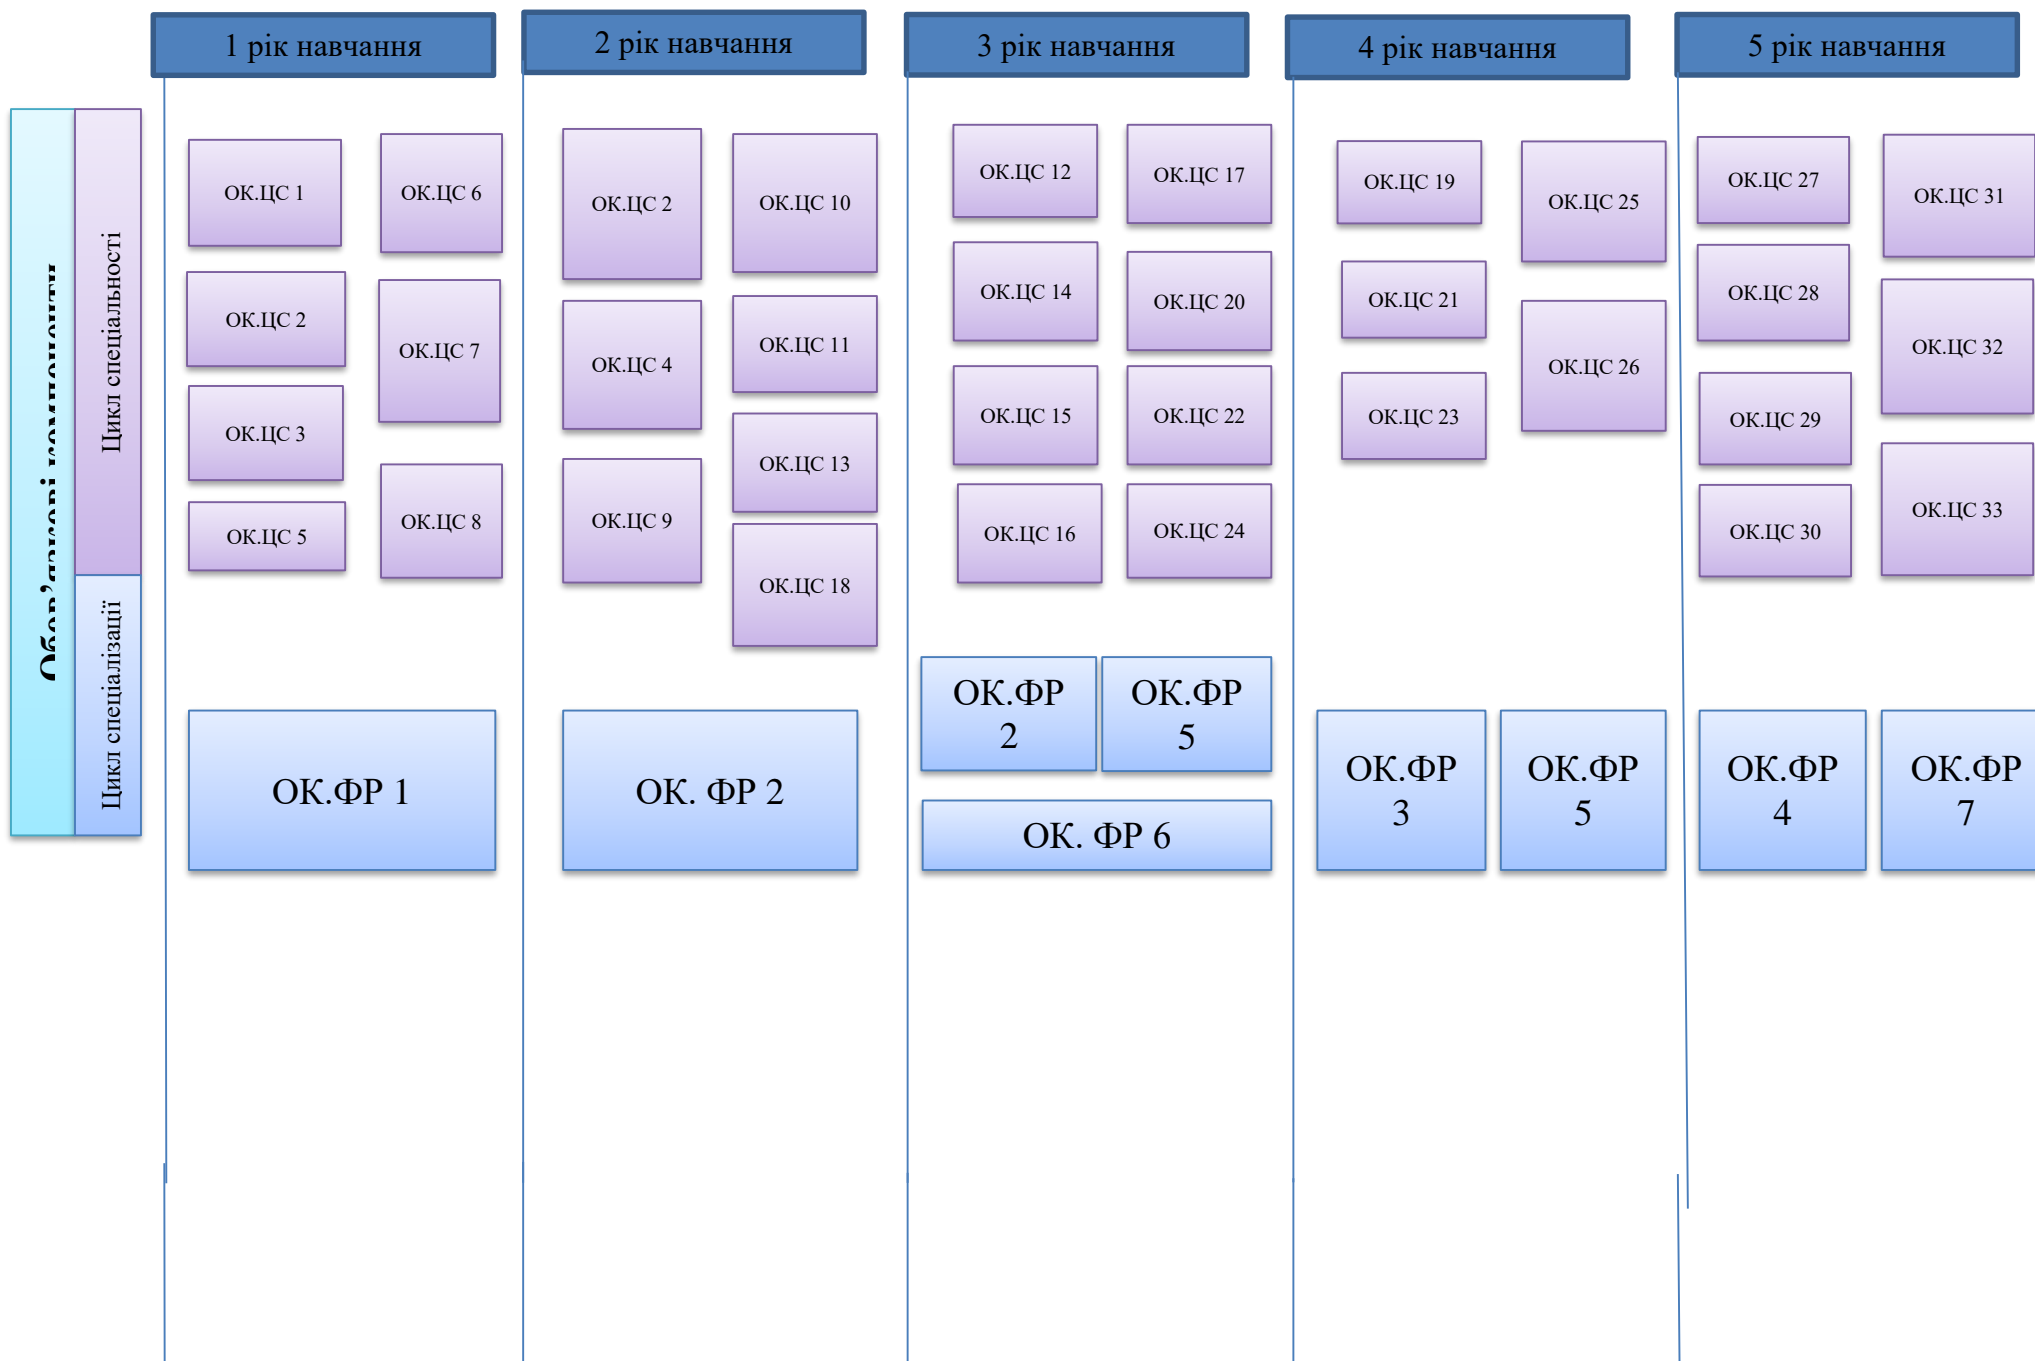 1 рік навчання
2 рік навчання
3 рік навчання
4 рік навчання
5 рік навчання
Цикл спеціальності
Цикл спеціалізації
ОК.ЦС 1
ОК.ЦС 2
ОК.ЦС 3
ОК.ЦС 5
ОК.ЦС 6
ОК.ЦС 7
ОК.ЦС 8
ОК.ФР 1
ОК.ЦС 2
ОК.ЦС 4
ОК.ЦС 9
ОК.ЦС 10
ОК.ЦС 11
ОК.ЦС 13
ОК.ЦС 18
ОК. ФР 2
ОК.ЦС 12
ОК.ЦС 14
ОК.ЦС 15
ОК.ЦС 16
ОК.ЦС 17
ОК.ЦС 20
ОК.ЦС 22
ОК.ЦС 24
ОК.ФР
2
ОК.ФР
5
ОК. ФР 6
ОК.ЦС 19
ОК.ЦС 21
ОК.ЦС 23
ОК.ЦС 25
ОК.ЦС 26
ОК.ФР
3
ОК.ФР
5
ОК.ЦС 27
ОК.ЦС 28
ОК.ЦС 29
ОК.ЦС 30
ОК.ЦС 31
ОК.ЦС 32
ОК.ЦС 33
ОК.ФР
4
ОК.ФР
7